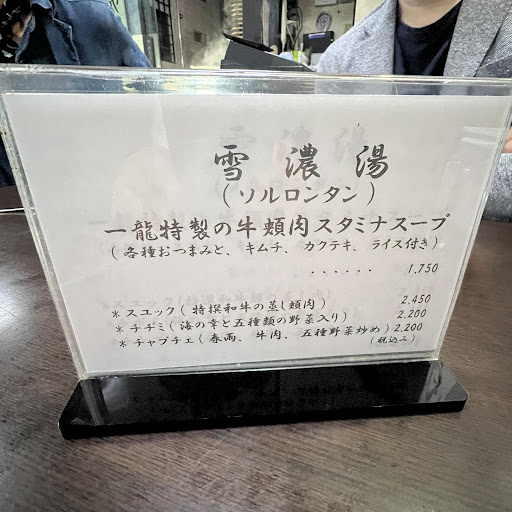 雪濃湯
(ソルロンタン)
一龍特製の牛頬肉スタミナスープ
(各種おつまみと、キムチ、カクテキ、ライス付き)
...... 1.750
*スユック(特撰和牛の蒸し頬肉) 2.450
*チヂミ(海の幸と五種類の野菜入り) 2.200
*チャプチェ(春雨、牛肉、五種野菜炒め) 2.200
(税込み)